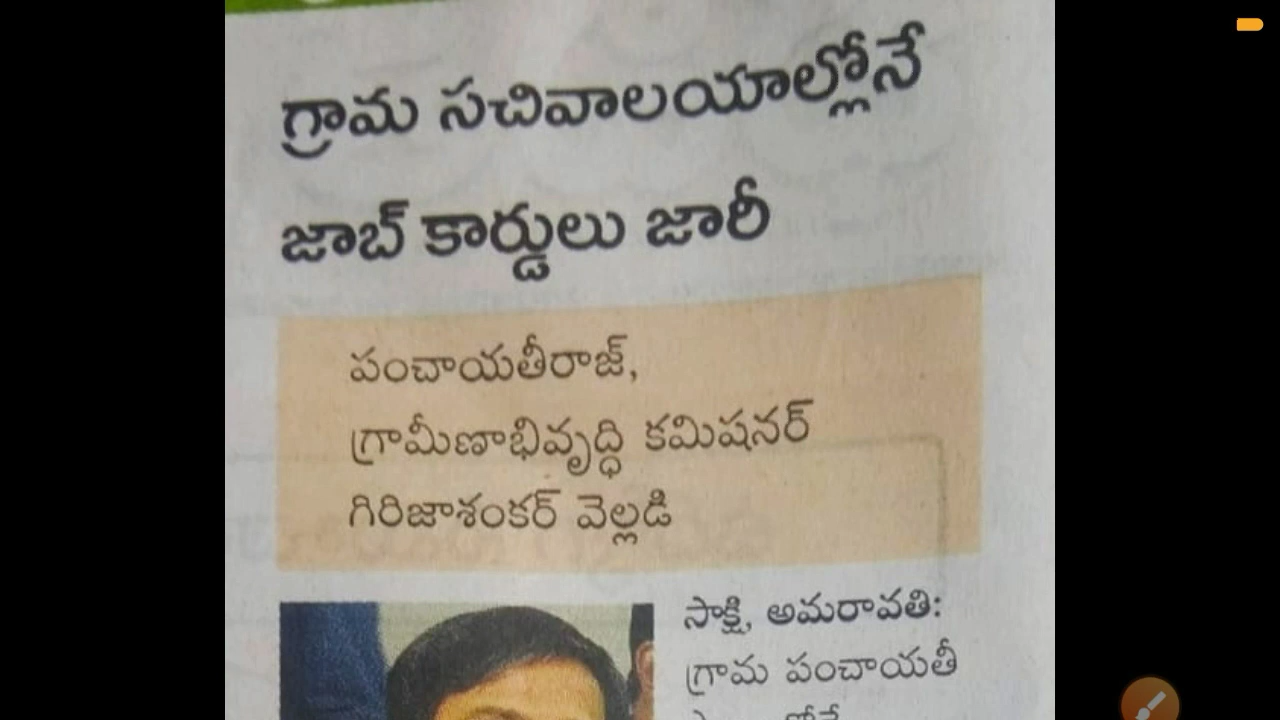 గ్రామ సచివాలయాల్లోనే
జాబ్ కార్డులు జారీ
పంచాయతీరాజ్,
గ్రామీణాభివృద్ధి కమిషనర్
గిరిజాశంకర్ వెల్లడి
సాక్షి, అమరావతి:
గ్రామ పంచాయతీ